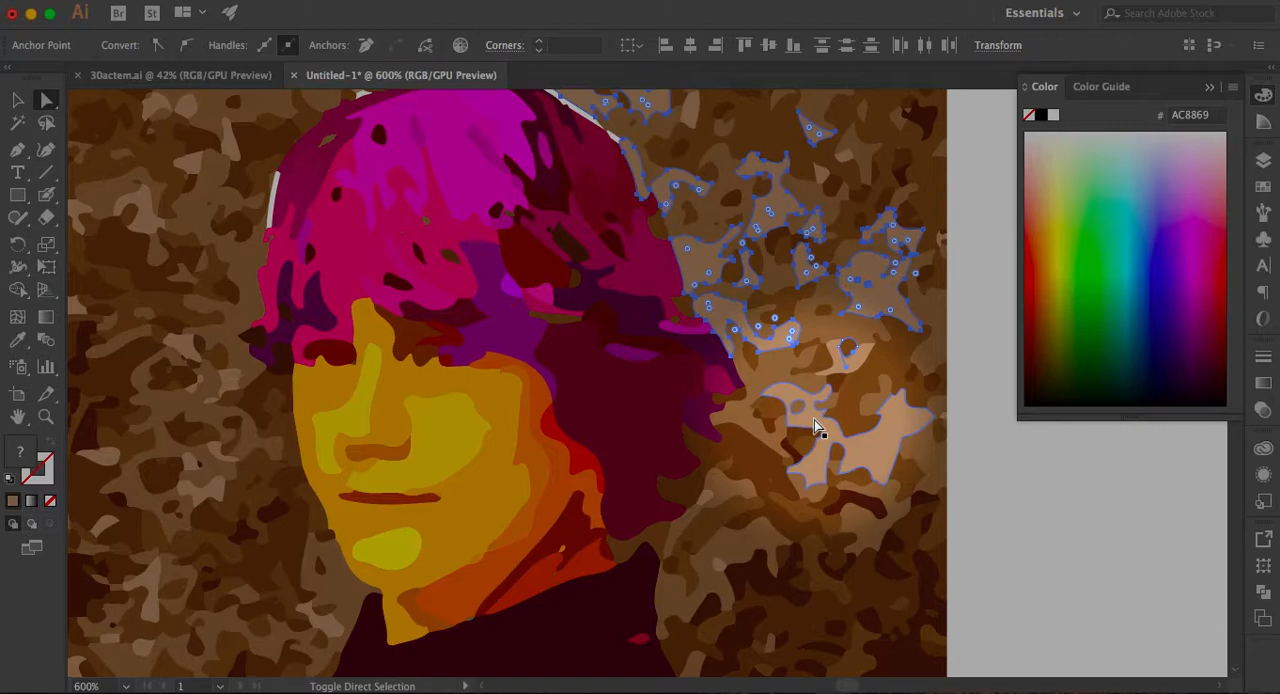 Ai Br St Essentials Search Adobe Stock
Anchor Point Convert: Handles: Anchors: Corners: Transform
× 30actem.ai @ 42% (RGB/GPU Preview) × Untitled-1* @ 600% (RGB/GPU Preview)
Color Color Guide
# AC8869
?
600% 1 Toggle Direct Selection